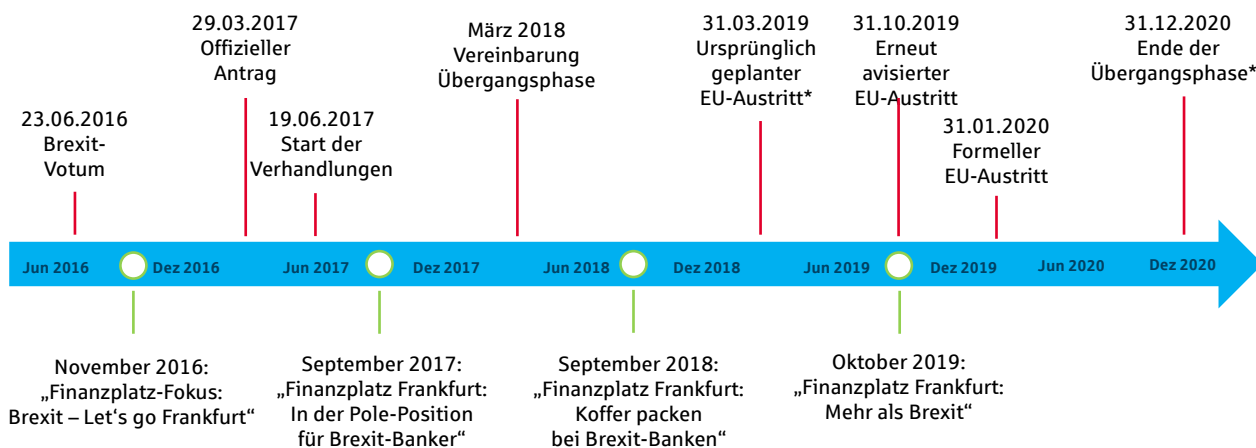 23.06.2016
Brexit-
Votum
29.03.2017
Offizieller
Antrag
19.06.2017
Start der
Verhandlungen
März 2018
Vereinbarung
Übergangsphase
31.03.2019
Ursprünglich
geplanter
EU-Austritt*
31.10.2019
Erneut
avisierter
EU-Austritt
31.01.2020
Formeller
EU-Austritt
31.12.2020
Ende der
Übergangsphase*
Jun 2016
Dez 2016
Jun 2017
Dez 2017
Jun 2018
Dez 2018
Jun 2019
Dez 2019
Jun 2020
Dez 2020
November 2016:
„Finanzplatz-Fokus:
Brexit – Let‘s go Frankfurt“
September 2017:
„Finanzplatz Frankfurt:
In der Pole-Position
für Brexit-Banker“
September 2018:
„Finanzplatz Frankfurt:
Koffer packen
bei Brexit-Banken“
Oktober 2019:
„Finanzplatz Frankfurt:
Mehr als Brexit“